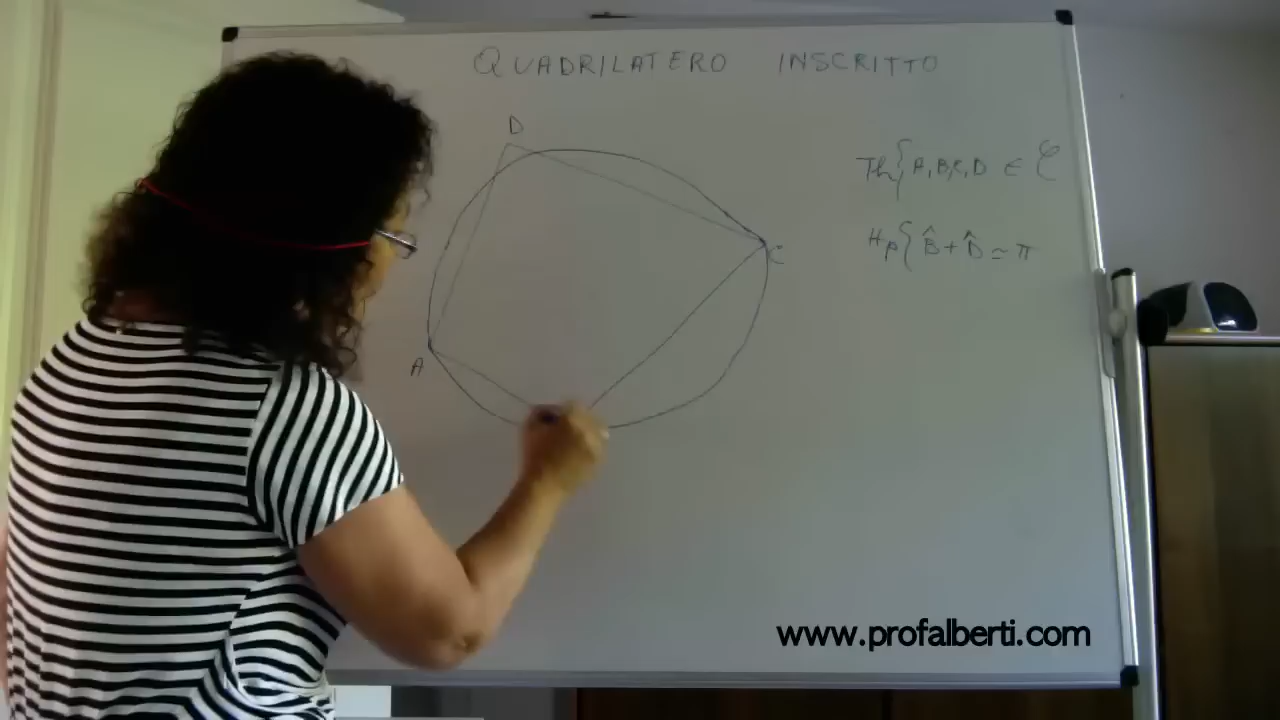 QUADRILATERO INSCRITTO
D
Th{A,B,C,D ∈ C
Hp{B̂+D̂ ≃ π
C
A
www.profalberti.com